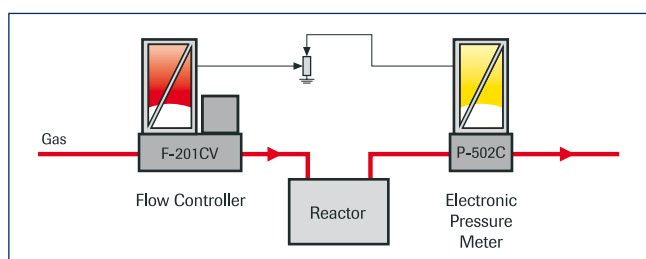 Gas
F-201CV
P-502C
Flow Controller
Reactor
Electronic
Pressure
Meter